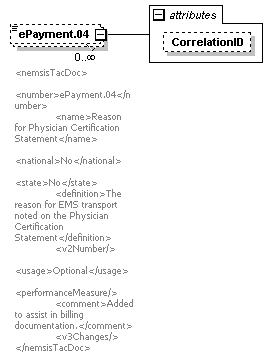 ePayment.04
attributes
CorrelationID
0..∞
<nemsisTacDoc>
<number>ePayment.04</n
umber>
<name>Reason
for Physician Certification
Statement</name>
<national>No</national>
<state>No</state>
<definition>The
reason for EMS transport
noted on the Physician
Certification
Statement</definition>
<v2Number/>
<usage>Optional</usage>
<performanceMeasure/>
<comment>Added
to assist in billing
documentation.</comment>
<v3Changes/>
</nemsisTacDoc>